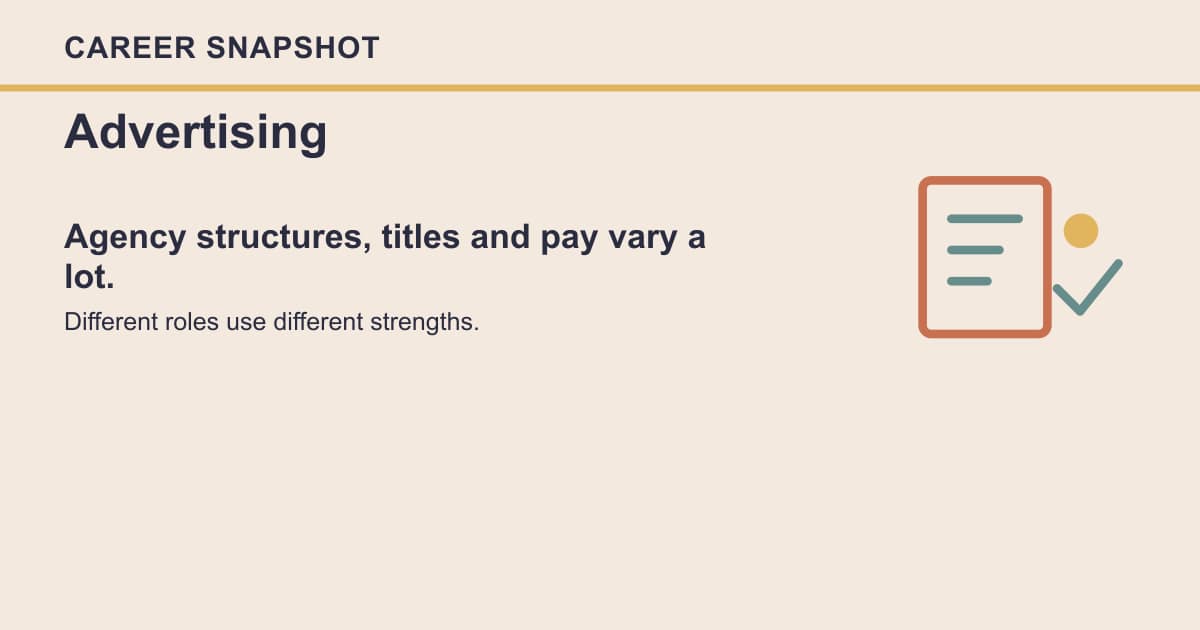 CAREER SNAPSHOT
Advertising
Agency structures, titles and pay vary a
lot.
Different roles use different strengths.